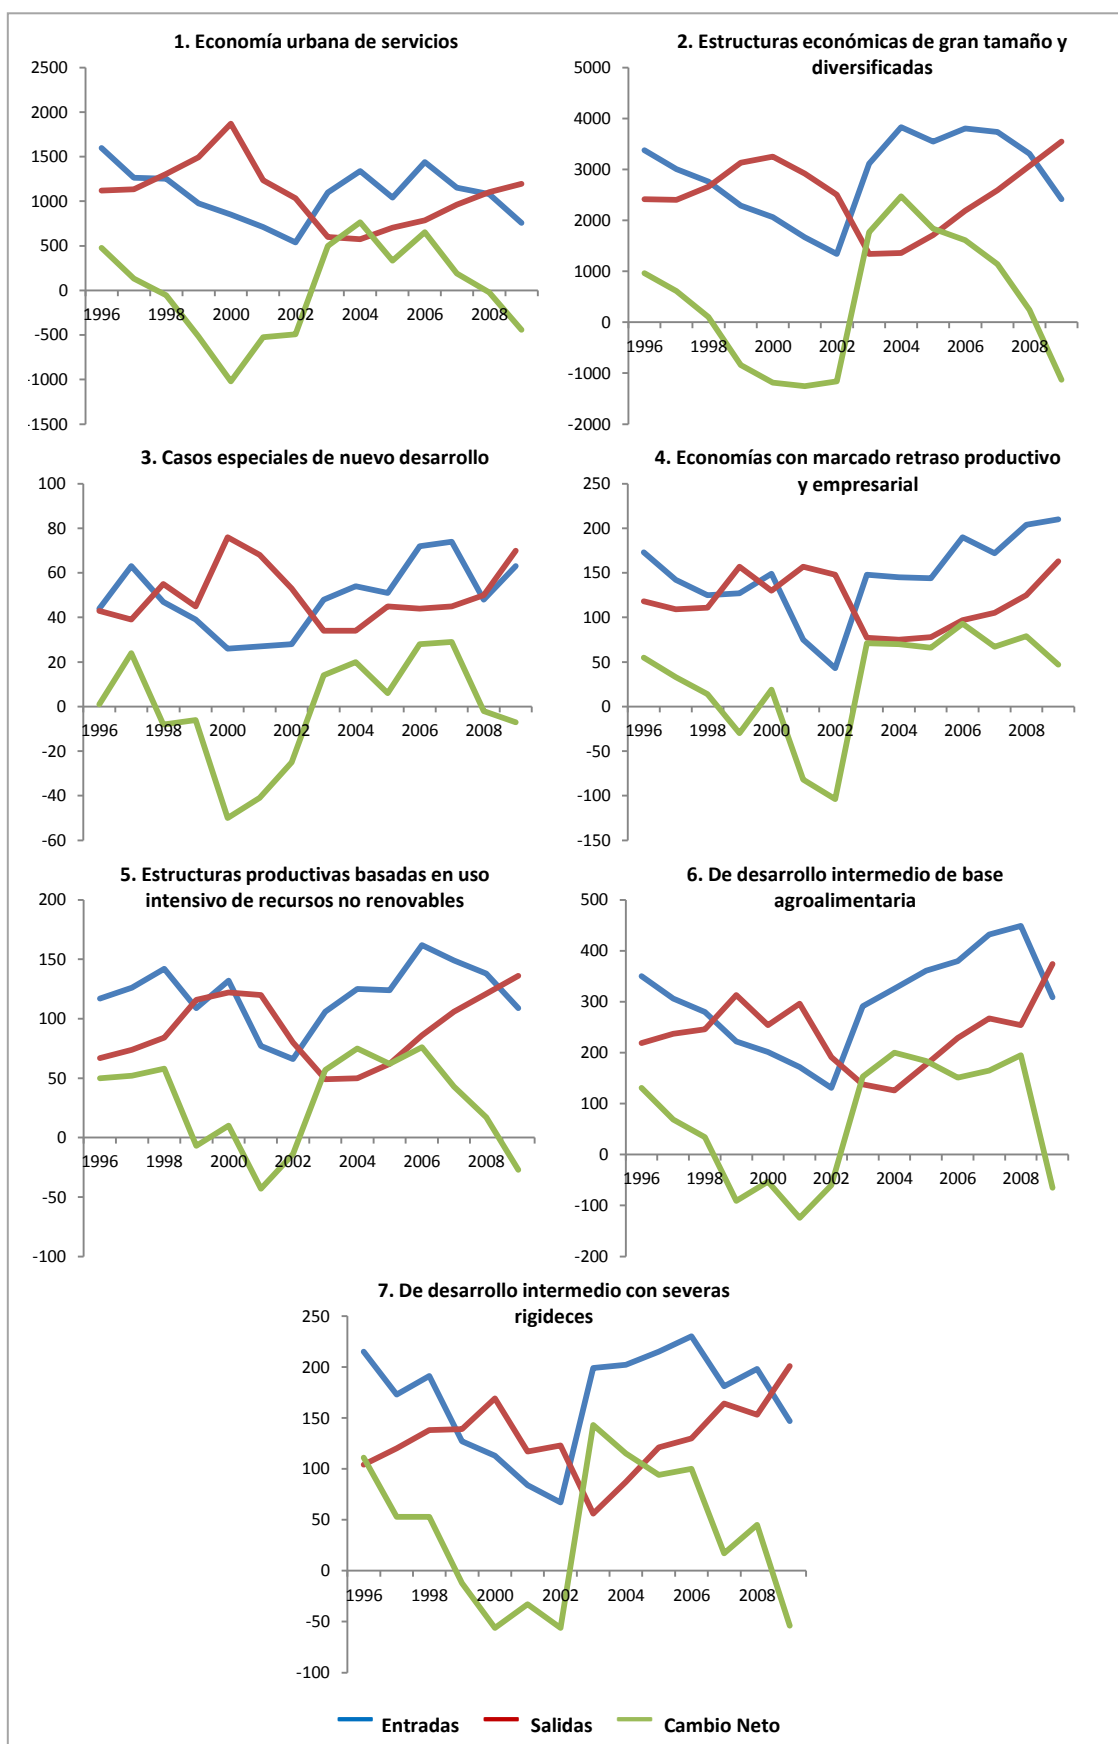 1. Economía urbana de servicios
2500
2000
1500
1000
500
0
-500
-1000
-1500
1996 1998 2000 2002 2004 2006 2008
2. Estructuras económicas de gran tamaño y
diversificadas
5000
4000
3000
2000
1000
0
-1000
-2000
1996 1998 2000 2002 2004 2006 2008
3. Casos especiales de nuevo desarrollo
100
80
60
40
20
0
-20
-40
-60
1996 1998 2000 2002 2004 2006 2008
4. Economías con marcado retraso productivo
y empresarial
250
200
150
100
50
0
-50
-100
-150
1996 1998 2000 2002 2004 2006 2008
5. Estructuras productivas basadas en uso
intensivo de recursos no renovables
200
150
100
50
0
-50
-100
1996 1998 2000 2002 2004 2006 2008
6. De desarrollo intermedio de base
agroalimentaria
500
400
300
200
100
0
-100
-200
1996 1998 2000 2002 2004 2006 2008
7. De desarrollo intermedio con severas
rigideces
250
200
150
100
50
0
-50
-100
1996 1998 2000 2002 2004 2006 2008
Entradas Salidas Cambio Neto